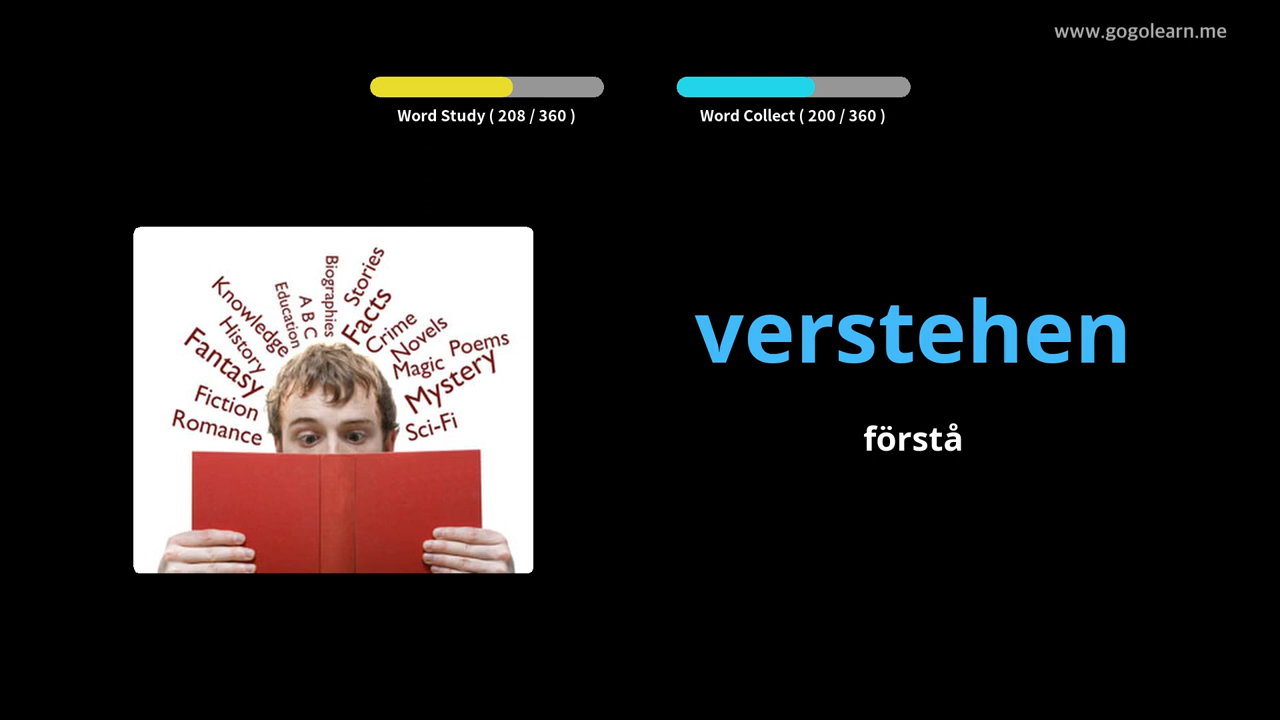 www.gogolearn.me
Word Study ( 208 / 360 )
Word Collect ( 200 / 360 )
Knowledge
History
Fantasy
Fiction
Romance
Education
A B C
Biographies
Stories
Facts
Crime
Novels
Magic
Poems
Mystery
Sci-Fi
verstehen
förstå